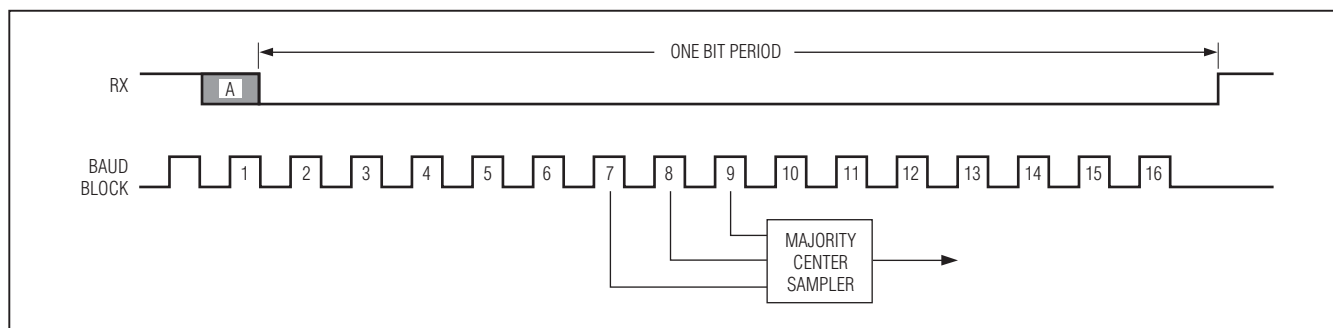 ONE BIT PERIOD
RX
A
BAUD
BLOCK
1 2 3 4 5 6 7 8 9 10 11 12 13 14 15 16
MAJORITY
CENTER
SAMPLER